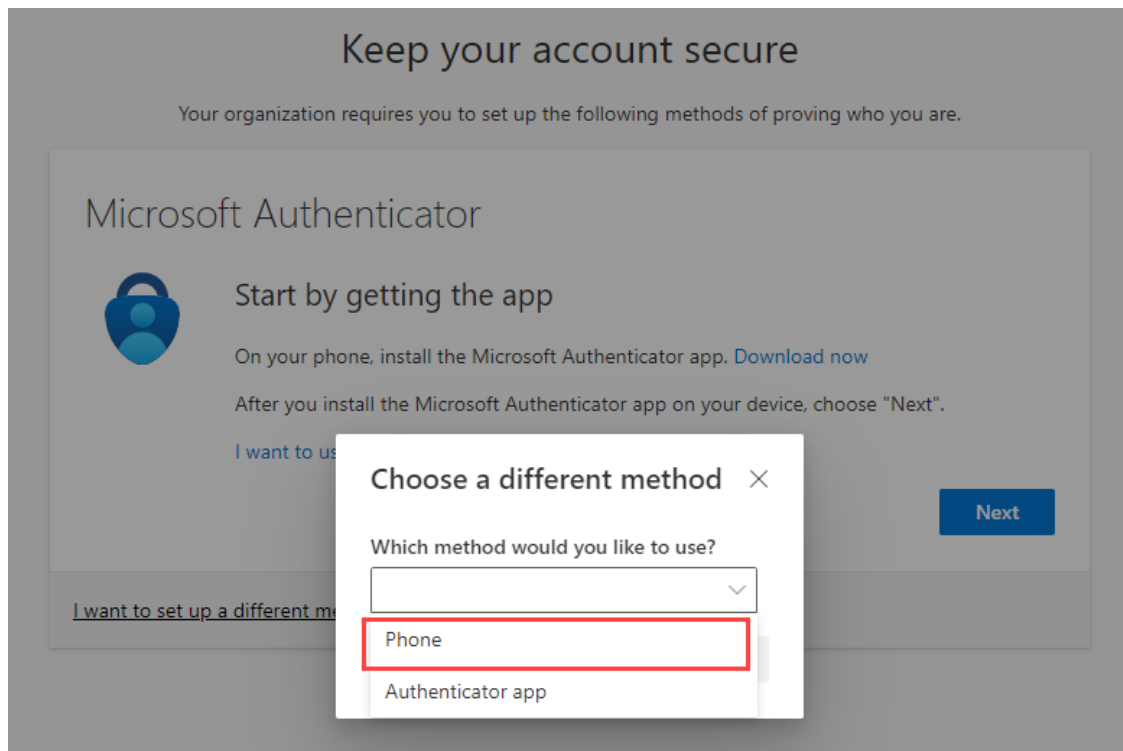 Keep your account secure
Your organization requires you to set up the following methods of proving who you are.
Microsoft Authenticator
Start by getting the app
On your phone, install the Microsoft Authenticator app. Download now
After you install the Microsoft Authenticator app on your device, choose "Next".
I want to us
Choose a different method
Next
Which method would you like to use?
I want to set up a different me
Phone
Authenticator app